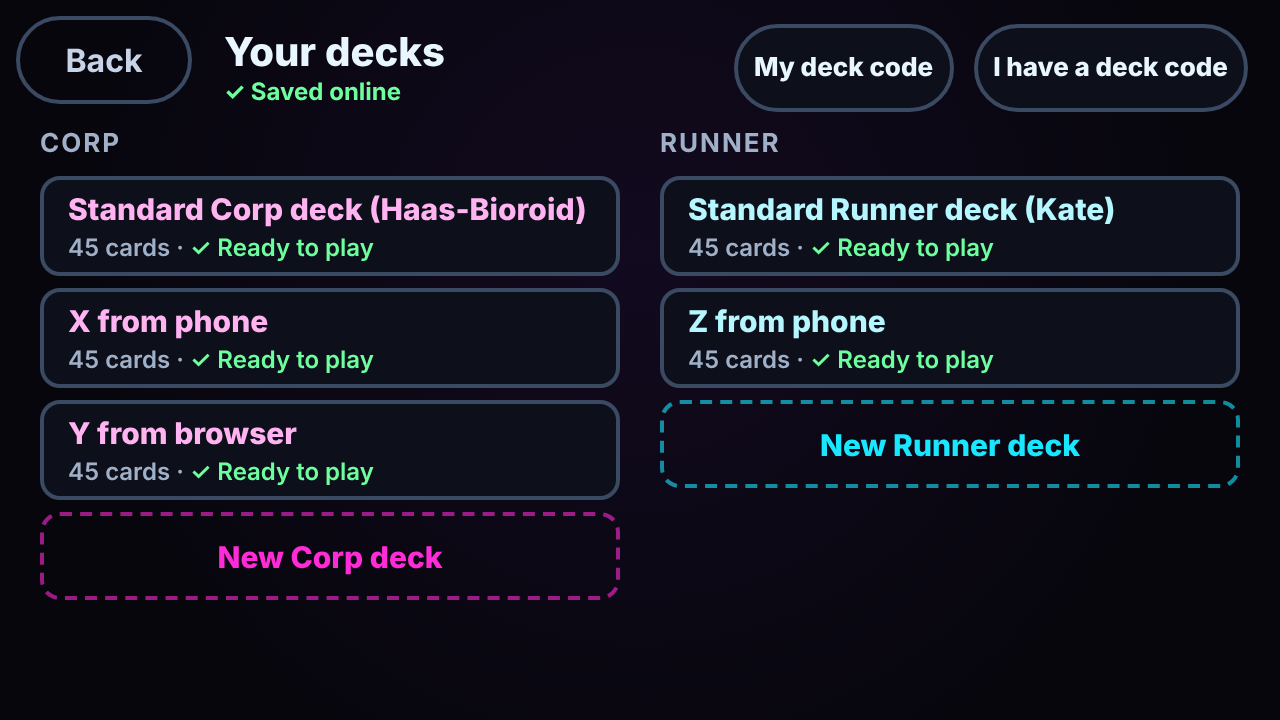 Back
Your decks
✓ Saved online
My deck code
I have a deck code
CORP
Standard Corp deck (Haas-Bioroid)
45 cards · ✓ Ready to play
X from phone
45 cards · ✓ Ready to play
Y from browser
45 cards · ✓ Ready to play
New Corp deck
RUNNER
Standard Runner deck (Kate)
45 cards · ✓ Ready to play
Z from phone
45 cards · ✓ Ready to play
New Runner deck